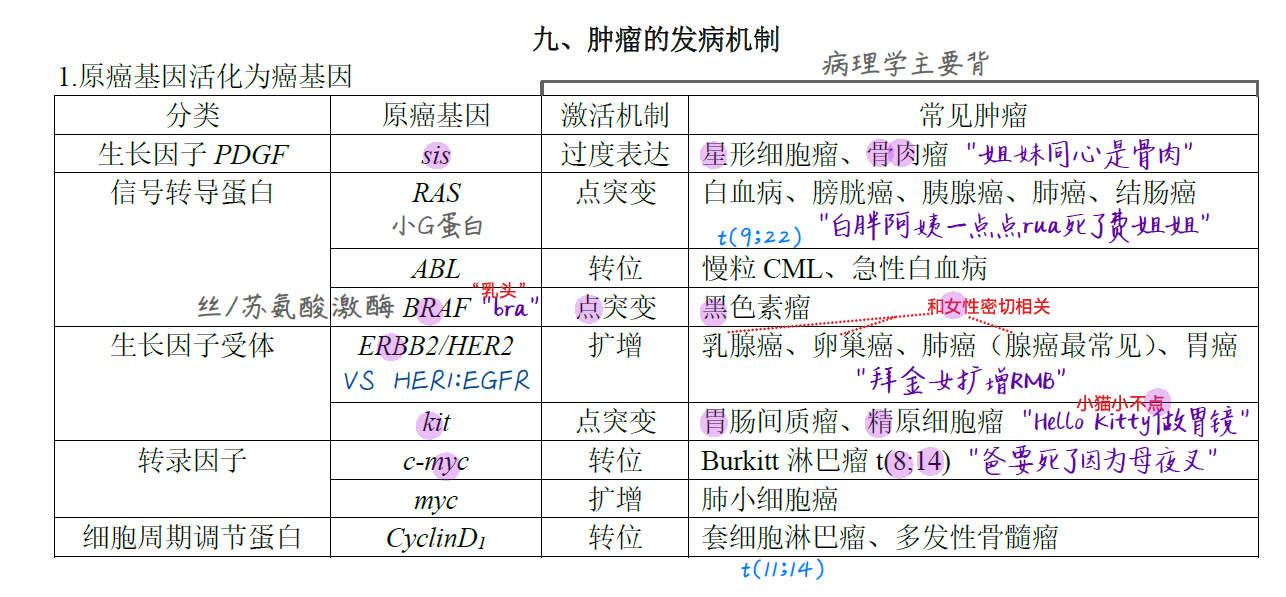 九、肿瘤的发病机制
病理学主要背
1.原癌基因活化为癌基因
分类 原癌基因 激活机制 常见肿瘤
生长因子 PDGF sis 过度表达 星形细胞瘤、骨肉瘤 "姐妹同心是骨肉"
信号转导蛋白 RAS 点突变 白血病、膀胱癌、胰腺癌、肺癌、结肠癌
小G蛋白 t(9;22) "白胖阿姨一点点rua死了费姐姐"
ABL 转位 慢粒 CML、急性白血病
"乳头"
丝/苏氨酸激酶 BRAF "bra" 点突变 黑色素瘤 和女性密切相关
生长因子受体 ERBB2/HER2 扩增 乳腺癌、卵巢癌、肺癌（腺癌最常见）、胃癌
VS HER1:EGFR "拜金女扩增RMB"
小猫小不点
kit 点突变 胃肠间质瘤、精原细胞瘤 "Hello Kitty做胃镜"
转录因子 c-myc 转位 Burkitt 淋巴瘤 t(8;14) "爸要死了因为母夜叉"
myc 扩增 肺小细胞癌
细胞周期调节蛋白 CyclinD1 转位 套细胞淋巴瘤、多发性骨髓瘤
t(11;14)